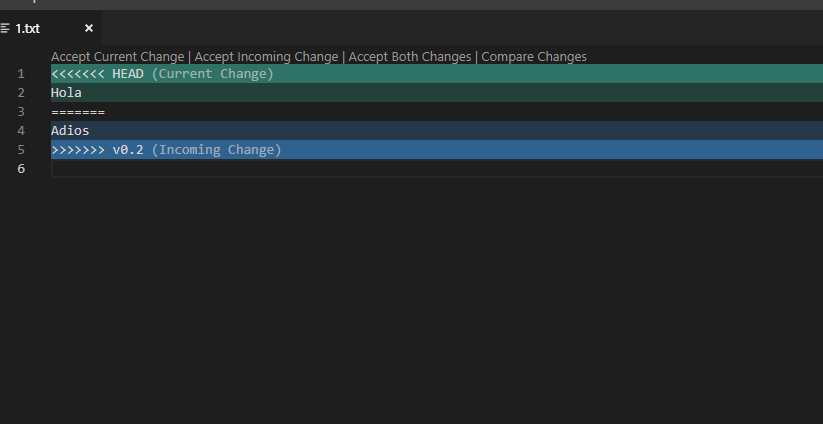 1.txt ×
Accept Current Change | Accept Incoming Change | Accept Both Changes | Compare Changes
1 <<<<<<< HEAD (Current Change)
2 Hola
3 =======
4 Adios
5 >>>>>>> v0.2 (Incoming Change)
6